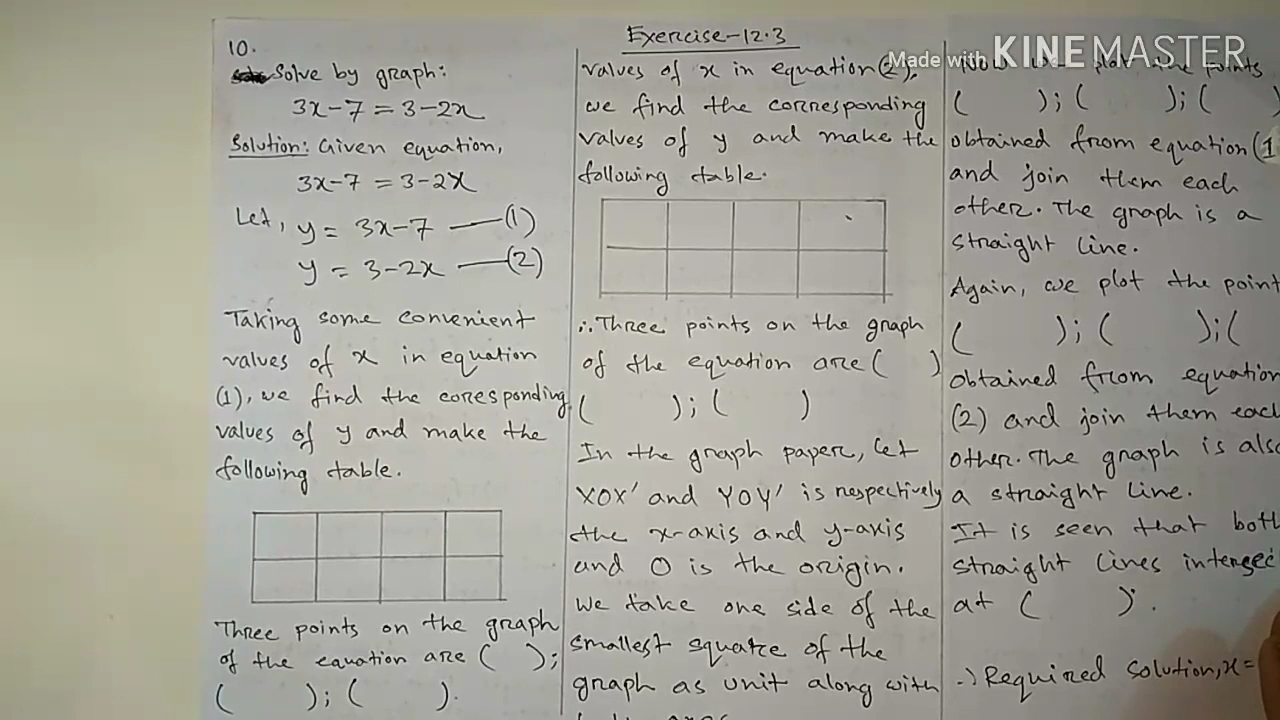 Exercise-12.3
Made with KINEMASTER
10.
Solve by graph:
3x-7 = 3-2x
Solution: Given equation,
3x-7 = 3-2x
Let, y = 3x-7 —(1)
y = 3-2x —(2)
Taking some convenient
values of x in equation
(1), we find the coresponding
values of y and make the
following table.
Three points on the graph
of the equation are ( );
( ); ( ).
values of x in equation (2),
we find the corresponding
values of y and make the
following table.
∴ Three points on the graph
of the equation are ( )
( ); ( )
In the graph paper, Let
XOX' and YOY' is respectively
the x-axis and y-axis
and O is the origin.
We take one side of the
smallest square of the
graph as unit along with
Now we plot the points
( ); ( ); ( )
obtained from equation (1
and join them each
other. The graph is a
straight line.
Again, we plot the point
( ); ( ); (
obtained from equation
(2) and join them each
other. The graph is also
a straight line.
It is seen that both
straight lines intersec
at ( ).
∴ Required solution, x =